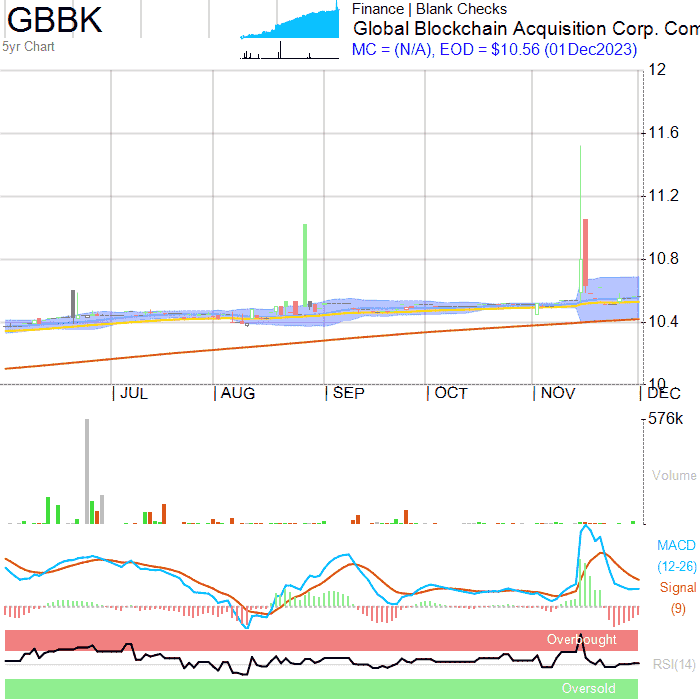 GBBK
5yr Chart
Finance | Blank Checks
Global Blockchain Acquisition Corp. Com
MC = (N/A), EOD = $10.56 (01Dec2023)
12
11.6
11.2
10.8
10.4
10
JUL
AUG
SEP
OCT
NOV
DEC
576k
Volume
MACD
(12-26)
Signal
(9)
Overbought
RSI(14)
Oversold